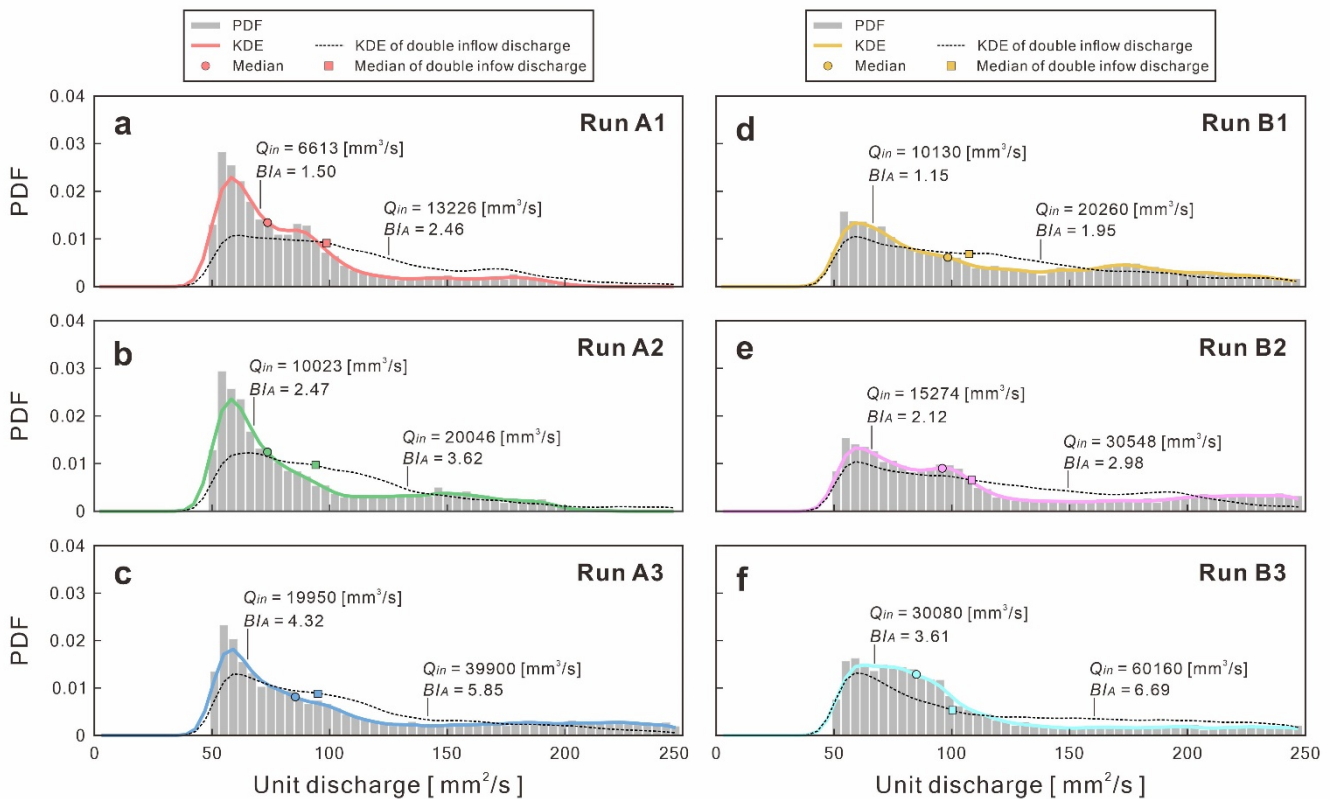 PDF
KDE
KDE of double inflow discharge
Median
Median of double infow discharge
PDF
KDE
KDE of double inflow discharge
Median
Median of double infow discharge
0.04
0.03
0.02
0.01
0
PDF
a
Run A1
Qin = 6613 [mm³/s]
BIA = 1.50
Qin = 13226 [mm³/s]
BIA = 2.46
d
Run B1
Qin = 10130 [mm³/s]
BIA = 1.15
Qin = 20260 [mm³/s]
BIA = 1.95
0.04
0.03
0.02
0.01
0
PDF
b
Run A2
Qin = 10023 [mm³/s]
BIA = 2.47
Qin = 20046 [mm³/s]
BIA = 3.62
e
Run B2
Qin = 15274 [mm³/s]
BIA = 2.12
Qin = 30548 [mm³/s]
BIA = 2.98
0.04
0.03
0.02
0.01
0
PDF
c
Run A3
Qin = 19950 [mm³/s]
BIA = 4.32
Qin = 39900 [mm³/s]
BIA = 5.85
f
Run B3
Qin = 30080 [mm³/s]
BIA = 3.61
Qin = 60160 [mm³/s]
BIA = 6.69
0 50 100 150 200 250
Unit discharge [ mm²/s ]
0 50 100 150 200 250
Unit discharge [ mm²/s ]